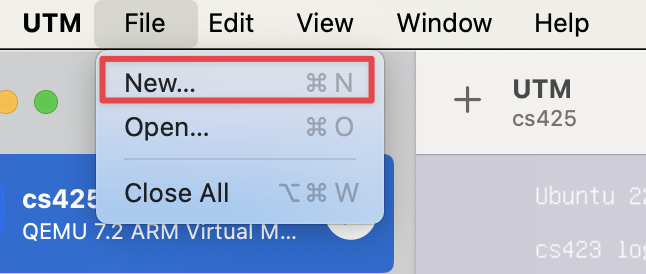 UTM File Edit View Window Help
New... ⌘ N
Open... ⌘ O
Close All ⌥ ⌘ W
UTM
cs425
cs425
QEMU 7.2 ARM Virtual M...
Ubuntu 22
cs423 log